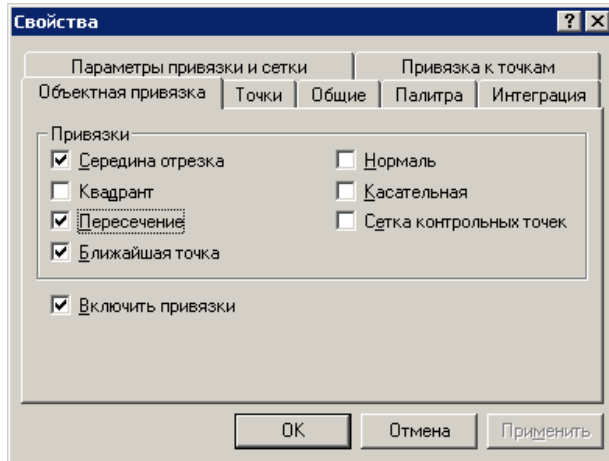 Свойства
Параметры привязки и сетки Привязка к точкам
Объектная привязка Точки Общие Палитра Интеграция
Привязки
Середина отрезка Нормаль
Квадрант Касательная
Пересечение Сетка контрольных точек
Ближайшая точка
Включить привязки
OK Отмена Применить